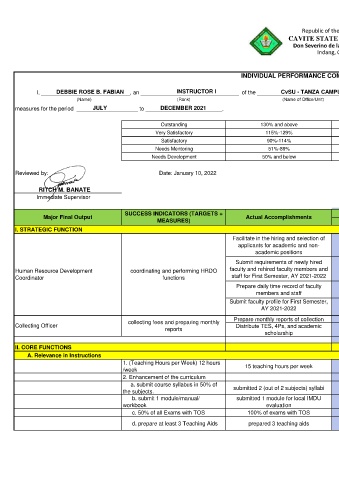 Republic of the
CAVITE STATE
Don Severino de l
Indang, C
INDIVIDUAL PERFORMANCE COM
I, DEBBIE ROSE B. FABIAN , an INSTRUCTOR I of the CvSU - TANZA CAMPU
(Name) (Rank) (Name of Office/Unit)
measures for the period JULY to DECEMBER 2021 .
Outstanding 130% and above
Very Satisfactory 115%-129%
Satisfactory 90%-114%
Needs Mentoring 51%-89%
Needs Development 50% and below
Reviewed by: Date: January 10, 2022
RITCH M. BANATE
Immediate Supervisor
Major Final Output SUCCESS INDICATORS (TARGETS + MEASURES) Actual Accomplishments
I. STRATEGIC FUNCTION
Human Resource Development Coordinator
coordinating and performing HRDO functions
Facilitate in the hiring and selection of
applicants for academic and non-
academic positions
Submit requirements of newly hired
faculty and rehired faculty members and
staff for First Semester, AY 2021-2022
Prepare daily time record of faculty
members and staff
Submit faculty profile for First Semester,
AY 2021-2022
Collecting Officer
collecting fees and preparing monthly
reports
Prepare monthly reports of collection
Distribute TES, 4Ps, and academic
scholarship
II. CORE FUNCTIONS
A. Relevance in Instructions
1. (Teaching Hours per Week) 12 hours
/week
15 teaching hours per week
2. Enhancement of the curriculum
a. submit course syllabus in 50% of
the subjects.
submitted 2 (out of 2 subjects) syllabi
b. submit 1 module/manual/
workbook
submitted 1 module for local IMDU
evaluation
c. 50% of all Exams with TOS 100% of exams with TOS
d. prepare at least 3 Teaching Aids prepared 3 teaching aids